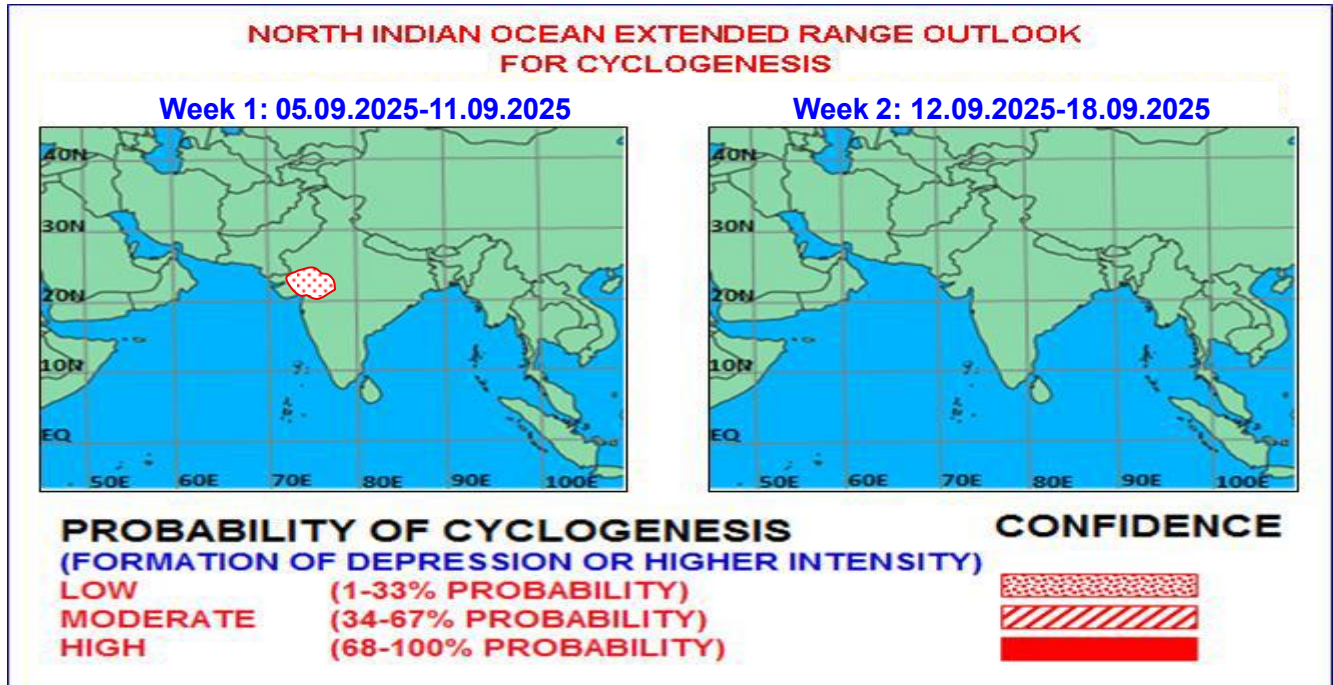 NORTH INDIAN OCEAN EXTENDED RANGE OUTLOOK
FOR CYCLOGENESIS
Week 1: 05.09.2025-11.09.2025
40N
30N
20N
10N
EQ
50E 60E 70E 80E 90E 100E
Week 2: 12.09.2025-18.09.2025
40N
30N
20N
10N
EQ
50E 60E 70E 80E 90E 100E
PROBABILITY OF CYCLOGENESIS
(FORMATION OF DEPRESSION OR HIGHER INTENSITY)
LOW (1-33% PROBABILITY)
MODERATE (34-67% PROBABILITY)
HIGH (68-100% PROBABILITY)
CONFIDENCE